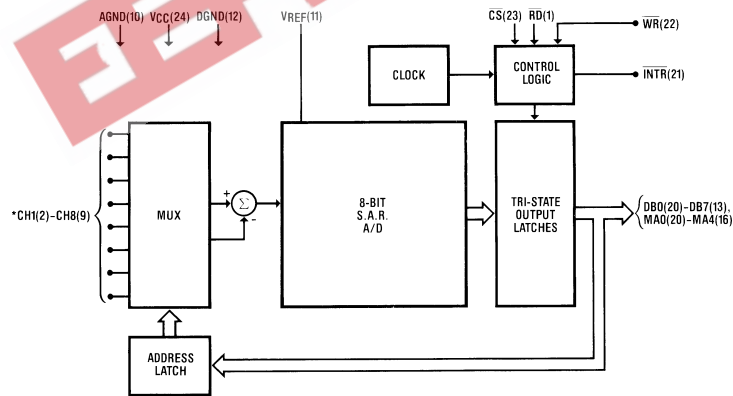 AGND(10) VCC(24) DGND(12)
VREF(11)
CS(23) RD(1)
WR(22)
CLOCK
CONTROL
LOGIC
INTR(21)
*CH1(2)-CH8(9)
MUX
+
Σ
-
8-BIT
S.A.R.
A/D
TRI-STATE
OUTPUT
LATCHES
DB0(20)-DB7(13),
MA0(20)-MA4(16)
ADDRESS
LATCH